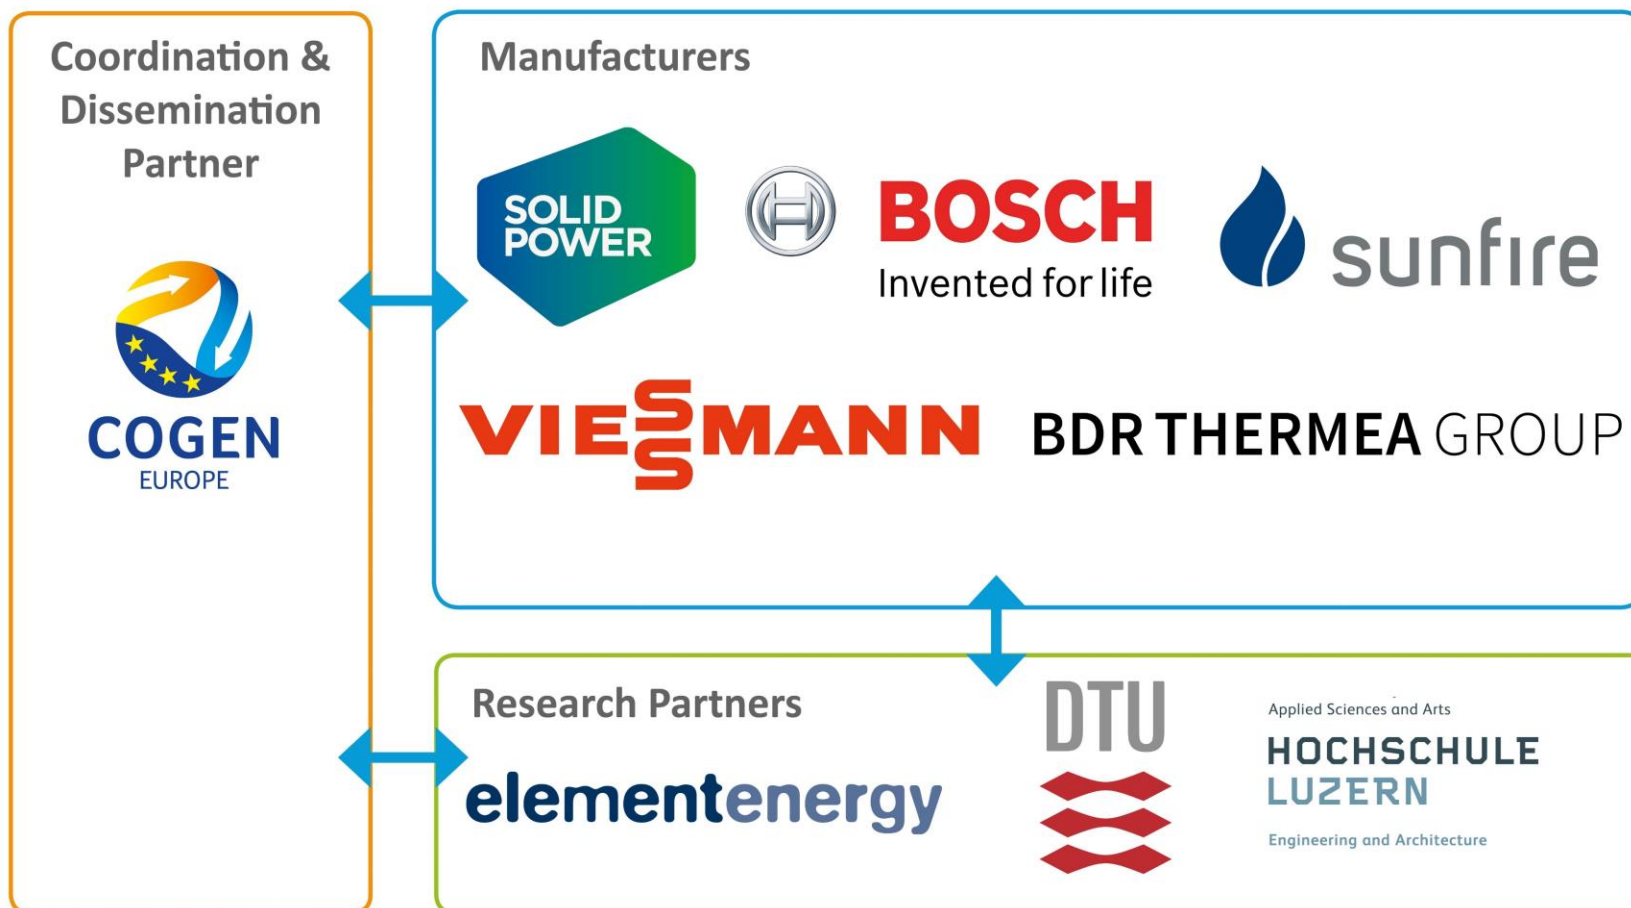 Coordination &
Dissemination
Partner
COGEN
EUROPE
Manufacturers
SOLID
POWER
BOSCH
Invented for life
sunfire
VIESSMANN
BDR THERMEA GROUP
Research Partners
elementenergy
DTU
Applied Sciences and Arts
HOCHSCHULE
LUZERN
Engineering and Architecture